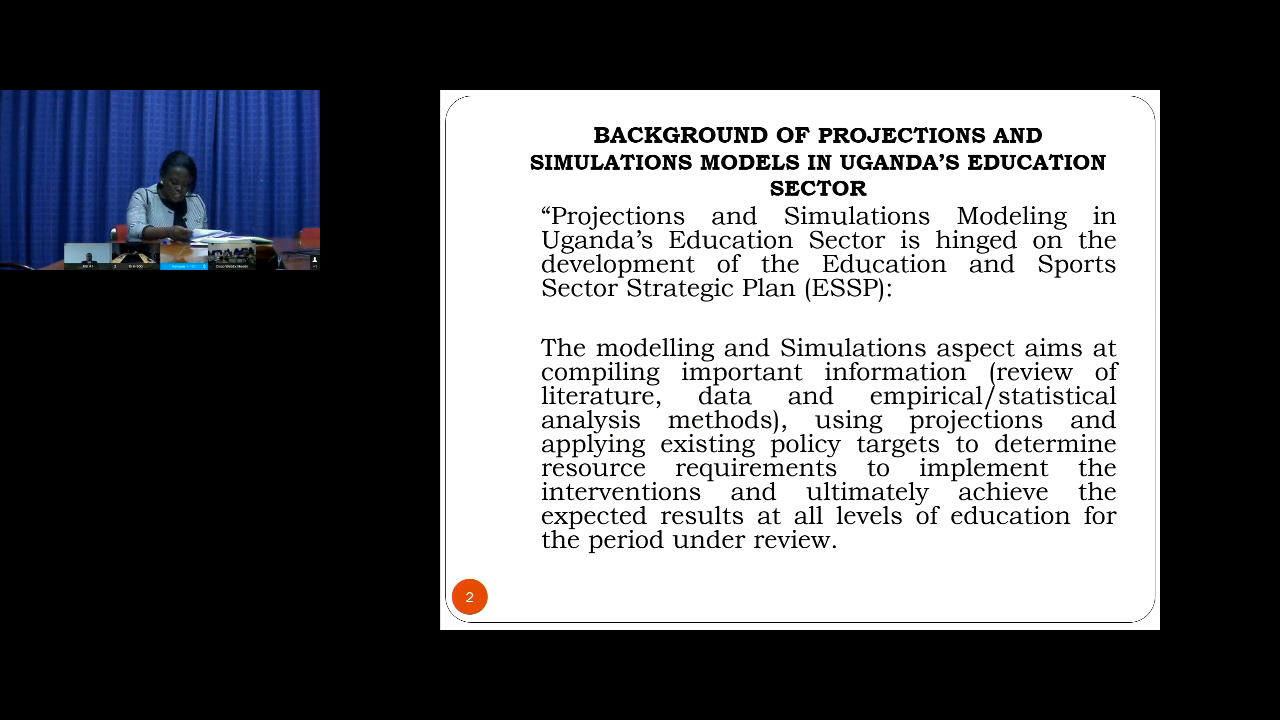 BACKGROUND OF PROJECTIONS AND
SIMULATIONS MODELS IN UGANDA’S EDUCATION
SECTOR
“Projections and Simulations Modeling in
Uganda’s Education Sector is hinged on the
development of the Education and Sports
Sector Strategic Plan (ESSP):
The modelling and Simulations aspect aims at
compiling important information (review of
literature, data and empirical/statistical
analysis methods), using projections and
applying existing policy targets to determine
resource requirements to implement the
interventions and ultimately achieve the
expected results at all levels of education for
the period under review.
2